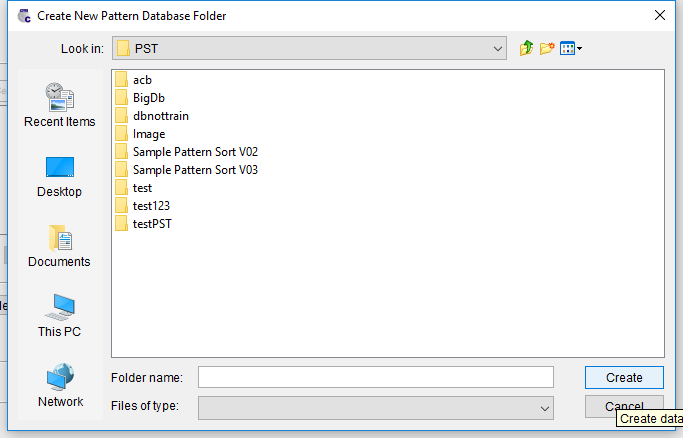 Create New Pattern Database Folder
Look in: PST
acb
BigDb
dbnottrain
Image
Sample Pattern Sort V02
Sample Pattern Sort V03
test
test123
testPST
Recent Items
Desktop
Documents
This PC
Network
Folder name:
Create
Files of type:
Cancel
Create data